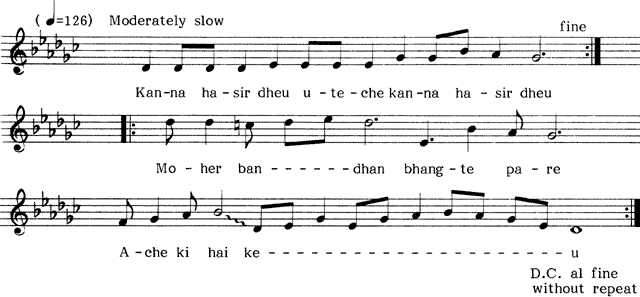 (♩=126) Moderately slow
fine
Kan-na ha-sir dheu u-te-che kan-na ha-sir dheu
Mo-her ban------dhan bhang-te pa-re
A-che ki hai ke--------------------u
D.C. al fine
without repeat